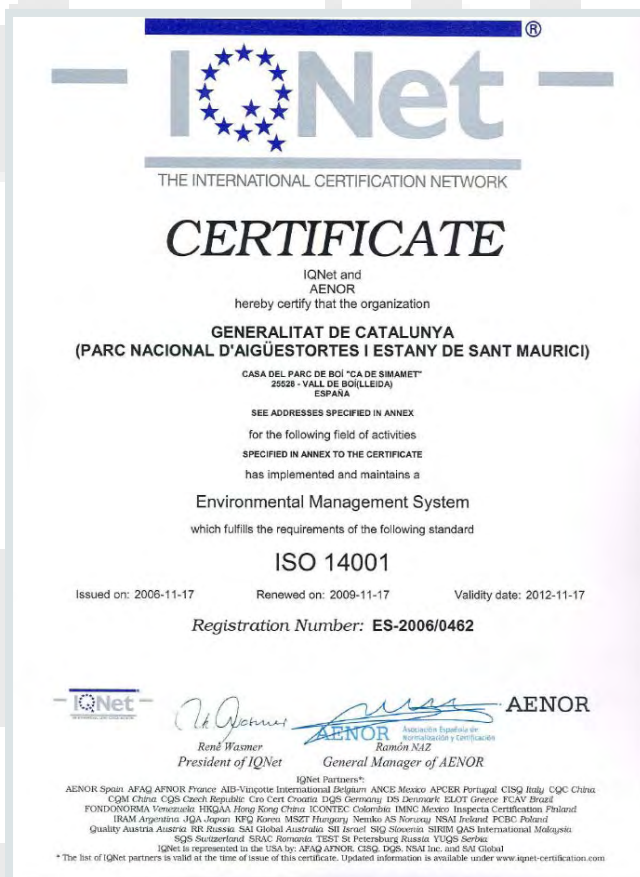 IQNet ®
THE INTERNATIONAL CERTIFICATION NETWORK
CERTIFICATE
IQNet and
AENOR
hereby certify that the organization
GENERALITAT DE CATALUNYA
(PARC NACIONAL D'AIGÜESTORTES I ESTANY DE SANT MAURICI)
CASA DEL PARC DE BOÍ "CA DE SIMAMET"
25528 - VALL DE BOÍ(LLEIDA)
ESPAÑA
SEE ADDRESSES SPECIFIED IN ANNEX
for the following field of activities
SPECIFIED IN ANNEX TO THE CERTIFICATE
has implemented and maintains a
Environmental Management System
which fulfills the requirements of the following standard
ISO 14001
Issued on: 2006-11-17 Renewed on: 2009-11-17 Validity date: 2012-11-17
Registration Number: ES-2006/0462
IQNet
AENOR
AENOR Asociación Española de Normalización y Certificación
René Wasmer Ramón NAZ
President of IQNet General Manager of AENOR
IQNet Partners*:
AENOR Spain AFAQ AFNOR France AIB-Vinçotte International Belgium ANCE Mexico APCER Portugal CISQ Italy CQC China
CQM China CQS Czech Republic Cro Cert Croatia DQS Germany DS Denmark ELOT Greece FCAV Brazil
FONDONORMA Venezuela HKQAA Hong Kong China ICONTEC Colombia IMNC Mexico Inspecta Certification Finland
IRAM Argentina JQA Japan KFQ Korea MSZT Hungary Nemko AS Norway NSAI Ireland PCBC Poland
Quality Austria Austria RR Russia SAI Global Australia SII Israel SIQ Slovenia SIRIM QAS International Malaysia
SQS Switzerland SRAC Romania TEST St Petersburg Russia YUQS Serbia
IQNet is represented in the USA by: AFAQ AFNOR, CISQ, DQS, NSAI Inc. and SAI Global
* The list of IQNet partners is valid at the time of issue of this certificate. Updated information is available under www.iqnet-certification.com